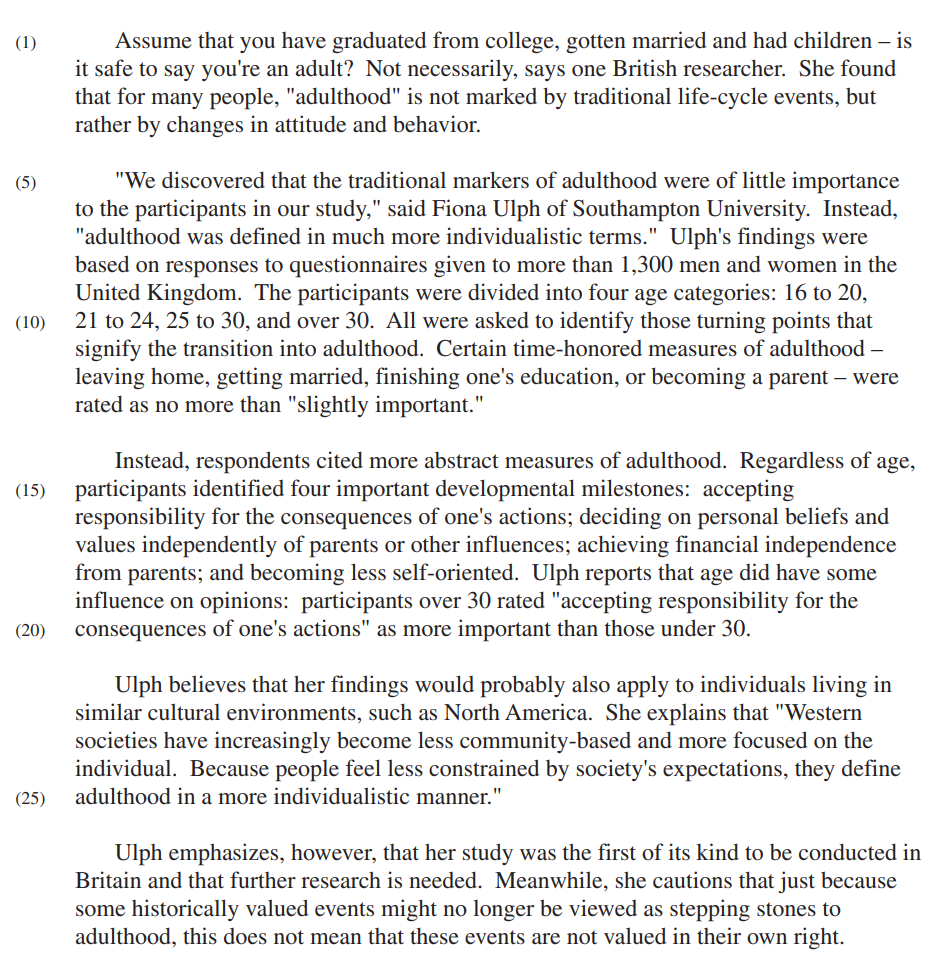 (1) Assume that you have graduated from college, gotten married and had children – is
it safe to say you're an adult? Not necessarily, says one British researcher. She found
that for many people, "adulthood" is not marked by traditional life-cycle events, but
rather by changes in attitude and behavior.
(5) "We discovered that the traditional markers of adulthood were of little importance
to the participants in our study," said Fiona Ulph of Southampton University. Instead,
"adulthood was defined in much more individualistic terms." Ulph's findings were
based on responses to questionnaires given to more than 1,300 men and women in the
United Kingdom. The participants were divided into four age categories: 16 to 20,
(10) 21 to 24, 25 to 30, and over 30. All were asked to identify those turning points that
signify the transition into adulthood. Certain time-honored measures of adulthood –
leaving home, getting married, finishing one's education, or becoming a parent – were
rated as no more than "slightly important."
Instead, respondents cited more abstract measures of adulthood. Regardless of age,
(15) participants identified four important developmental milestones: accepting
responsibility for the consequences of one's actions; deciding on personal beliefs and
values independently of parents or other influences; achieving financial independence
from parents; and becoming less self-oriented. Ulph reports that age did have some
influence on opinions: participants over 30 rated "accepting responsibility for the
(20) consequences of one's actions" as more important than those under 30.
Ulph believes that her findings would probably also apply to individuals living in
similar cultural environments, such as North America. She explains that "Western
societies have increasingly become less community-based and more focused on the
individual. Because people feel less constrained by society's expectations, they define
(25) adulthood in a more individualistic manner."
Ulph emphasizes, however, that her study was the first of its kind to be conducted in
Britain and that further research is needed. Meanwhile, she cautions that just because
some historically valued events might no longer be viewed as stepping stones to
adulthood, this does not mean that these events are not valued in their own right.